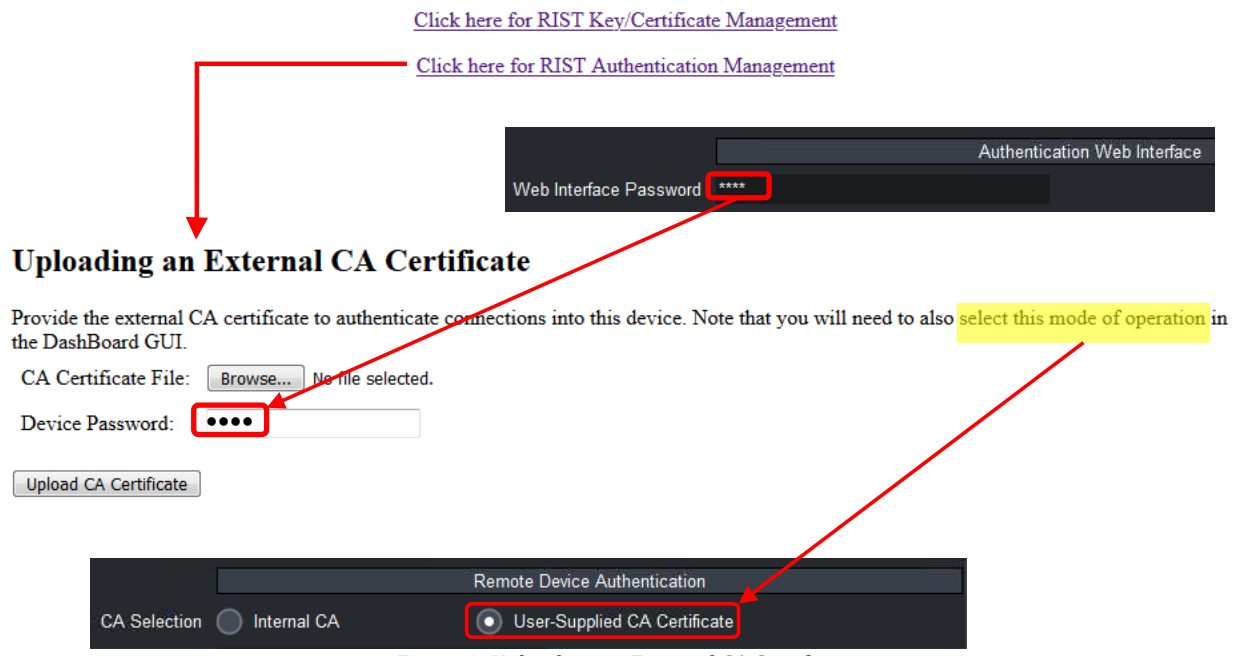 Click here for RIST Key/Certificate Management
Click here for RIST Authentication Management
Authentication Web Interface
Web Interface Password ****
Uploading an External CA Certificate
Provide the external CA certificate to authenticate connections into this device. Note that you will need to also select this mode of operation in
the DashBoard GUI.
CA Certificate File: Browse... No file selected.
Device Password: ●●●●
Upload CA Certificate
Remote Device Authentication
CA Selection Internal CA User-Supplied CA Certificate